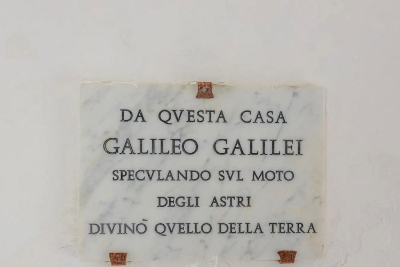 DA QVESTA CASA
GALILEO GALILEI
SPECVLANDO SVL MOTO
DEGLI ASTRI
DIVINÒ QVELLO DELLA TERRA